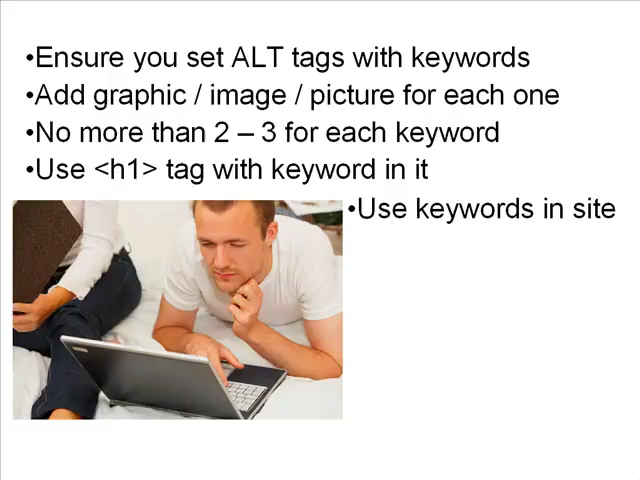 •Ensure you set ALT tags with keywords
•Add graphic / image / picture for each one
•No more than 2 – 3 for each keyword
•Use <h1> tag with keyword in it
•Use keywords in site